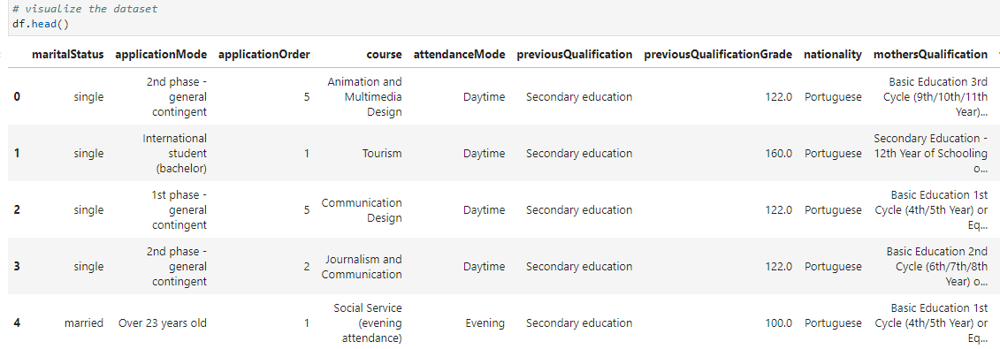 # visualize the dataset
df.head()
maritalStatus applicationMode applicationOrder course attendanceMode previousQualification previousQualificationGrade nationality mothersQualification
0 single 2nd phase - general contingent 5 Animation and Multimedia Design Daytime Secondary education 122.0 Portuguese Basic Education 3rd Cycle (9th/10th/11th Year)...
1 single International student (bachelor) 1 Tourism Daytime Secondary education 160.0 Portuguese Secondary Education - 12th Year of Schooling o...
2 single 1st phase - general contingent 5 Communication Design Daytime Secondary education 122.0 Portuguese Basic Education 1st Cycle (4th/5th Year) or Eq...
3 single 2nd phase - general contingent 2 Journalism and Communication Daytime Secondary education 122.0 Portuguese Basic Education 2nd Cycle (6th/7th/8th Year) o...
4 married Over 23 years old 1 Social Service (evening attendance) Evening Secondary education 100.0 Portuguese Basic Education 1st Cycle (4th/5th Year) or Eq...